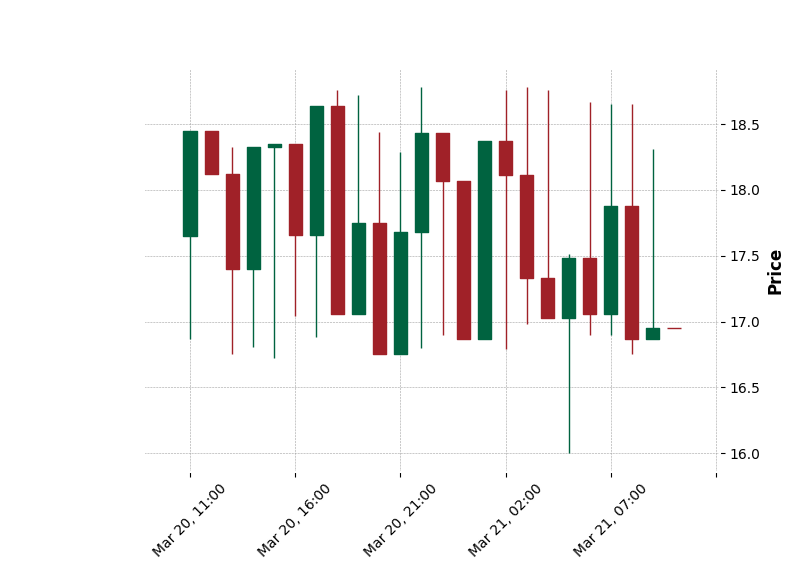 18.5
18.0
17.5
17.0
16.5
16.0
Price
Mar 20, 11:00
Mar 20, 16:00
Mar 20, 21:00
Mar 21, 02:00
Mar 21, 07:00